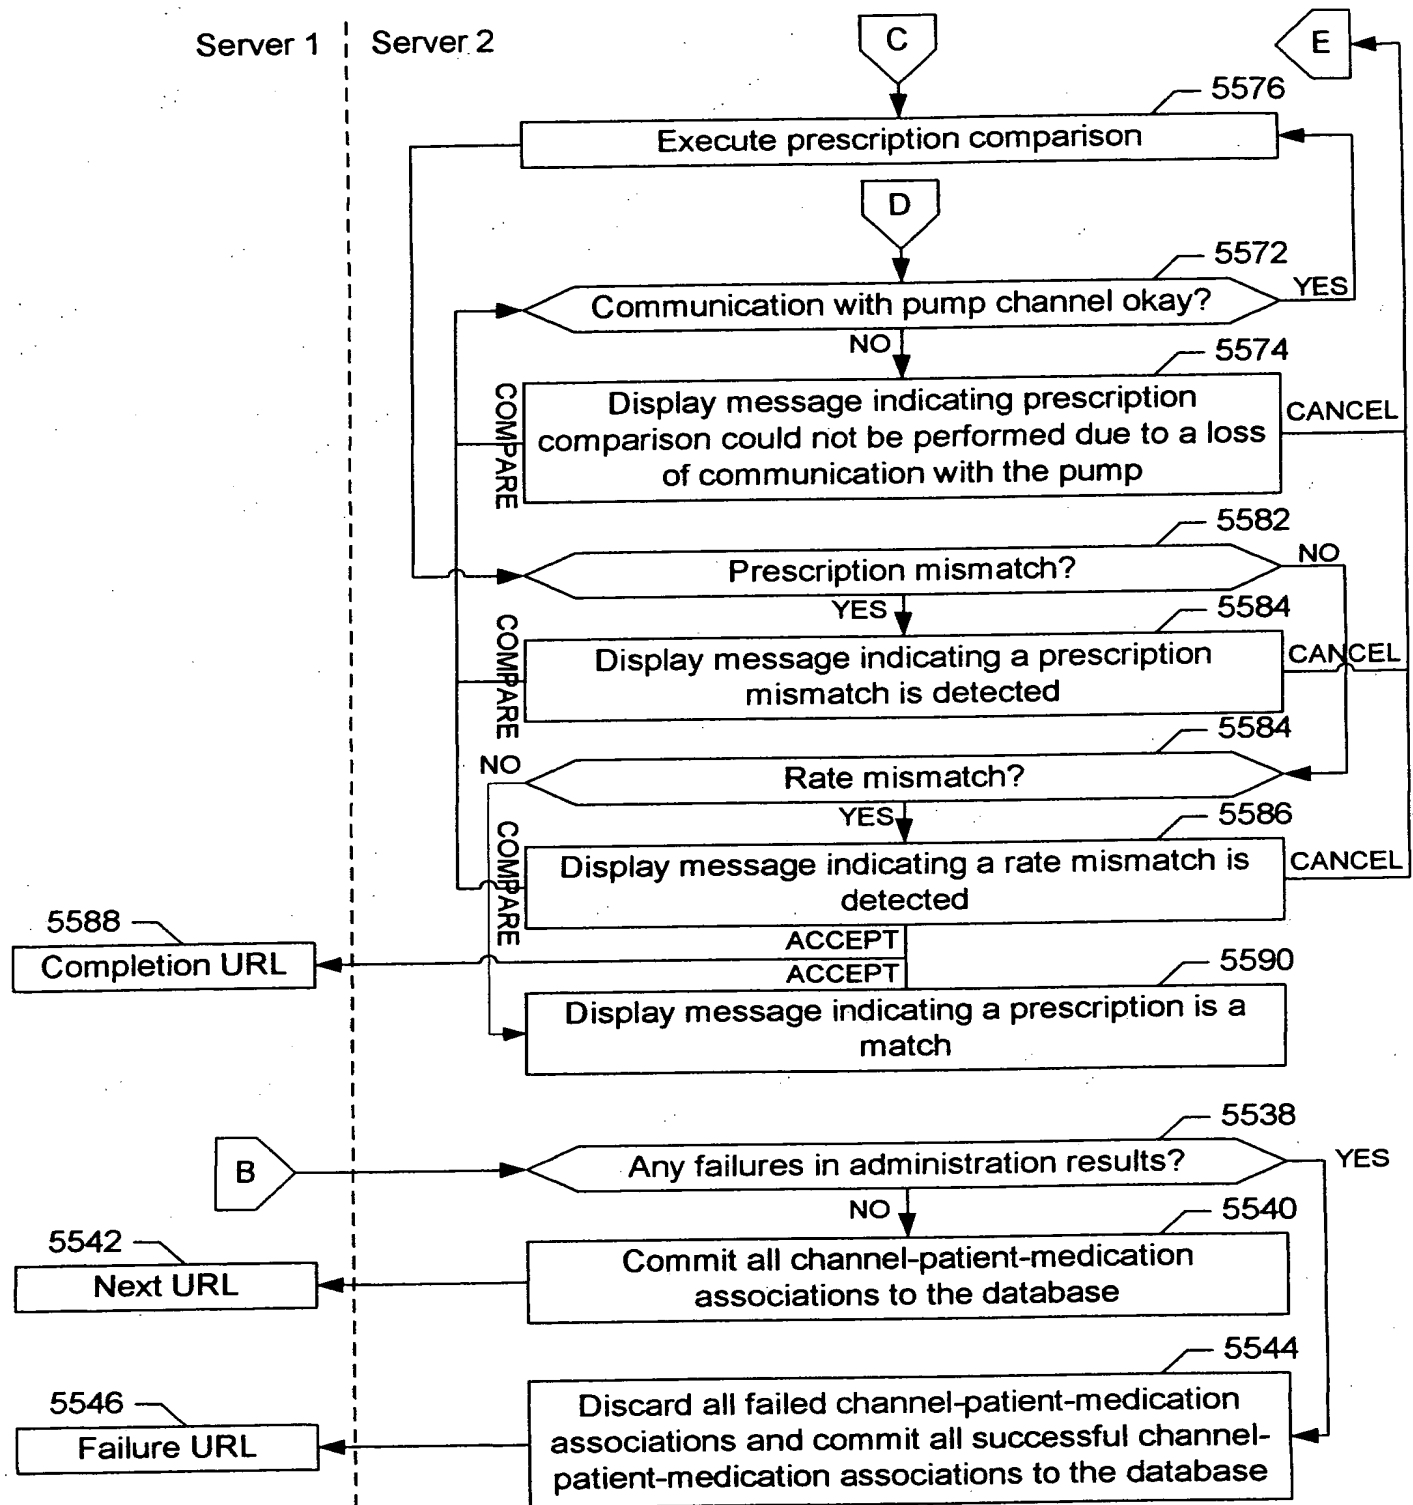 Server 1
Server 2
C
E
5576
Execute prescription comparison
D
5572
Communication with pump channel okay?
YES
NO
5574
COMPARE
Display message indicating prescription
comparison could not be performed due to a loss
of communication with the pump
CANCEL
5582
Prescription mismatch?
NO
YES
5584
COMPARE
Display message indicating a prescription
mismatch is detected
CANCEL
5584
NO
Rate mismatch?
YES
5586
COMPARE
Display message indicating a rate mismatch is
detected
CANCEL
5588
Completion URL
ACCEPT
ACCEPT
5590
Display message indicating a prescription is a
match
5538
B
Any failures in administration results?
YES
NO
5540
5542
Next URL
Commit all channel-patient-medication
associations to the database
5544
5546
Failure URL
Discard all failed channel-patient-medication
associations and commit all successful channel-
patient-medication associations to the database